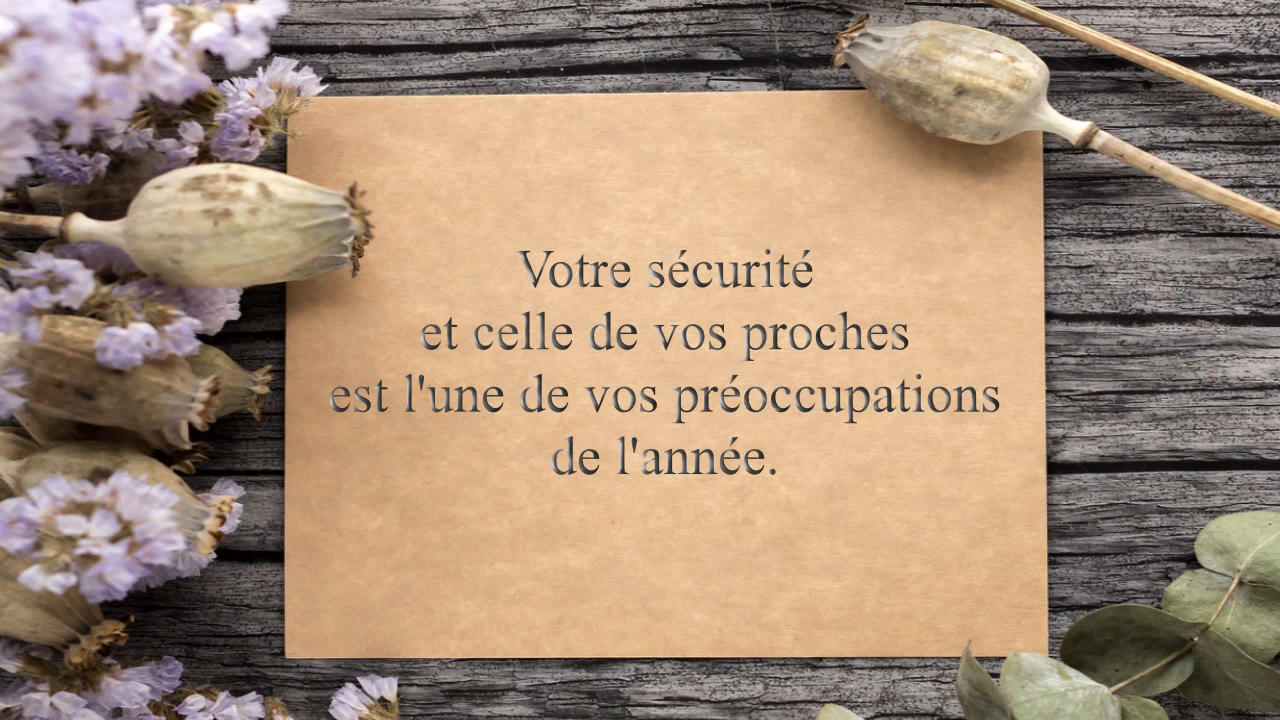 Votre sécurité
et celle de vos proches
est l'une de vos préoccupations
de l'année.